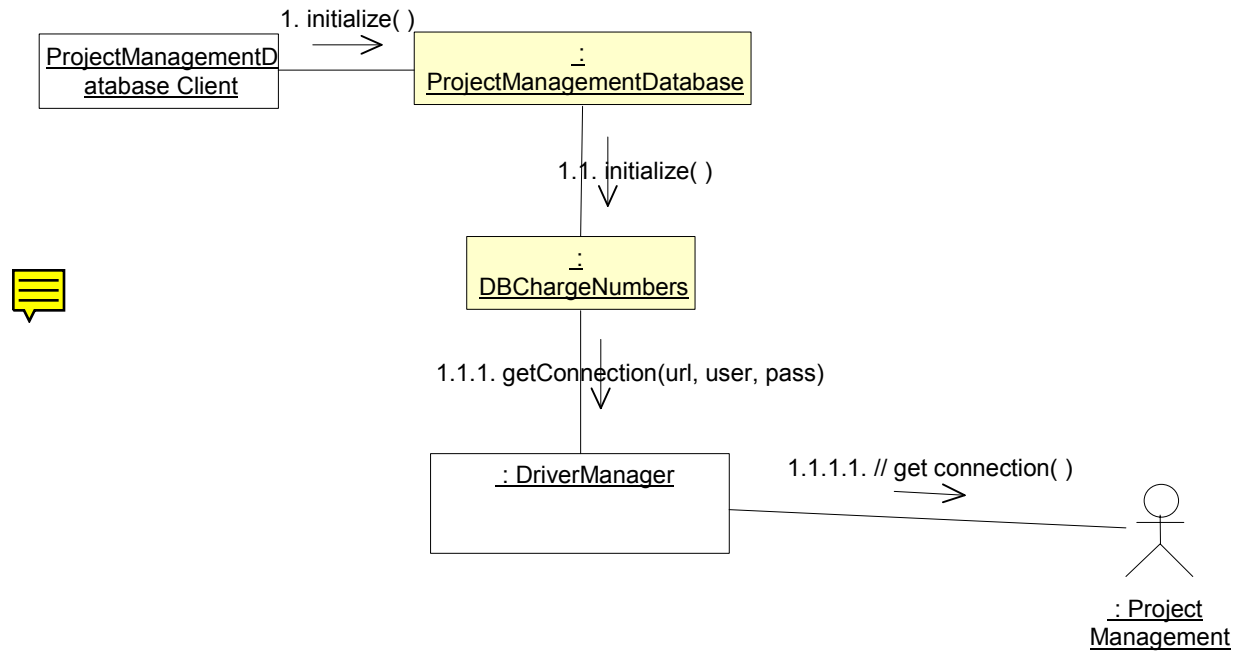 1. initialize( )
ProjectManagementD
atabase Client
:
ProjectManagementDatabase
1.1. initialize( )
:
DBChargeNumbers
1.1.1. getConnection(url, user, pass)
: DriverManager
1.1.1.1. // get connection( )
: Project
Management